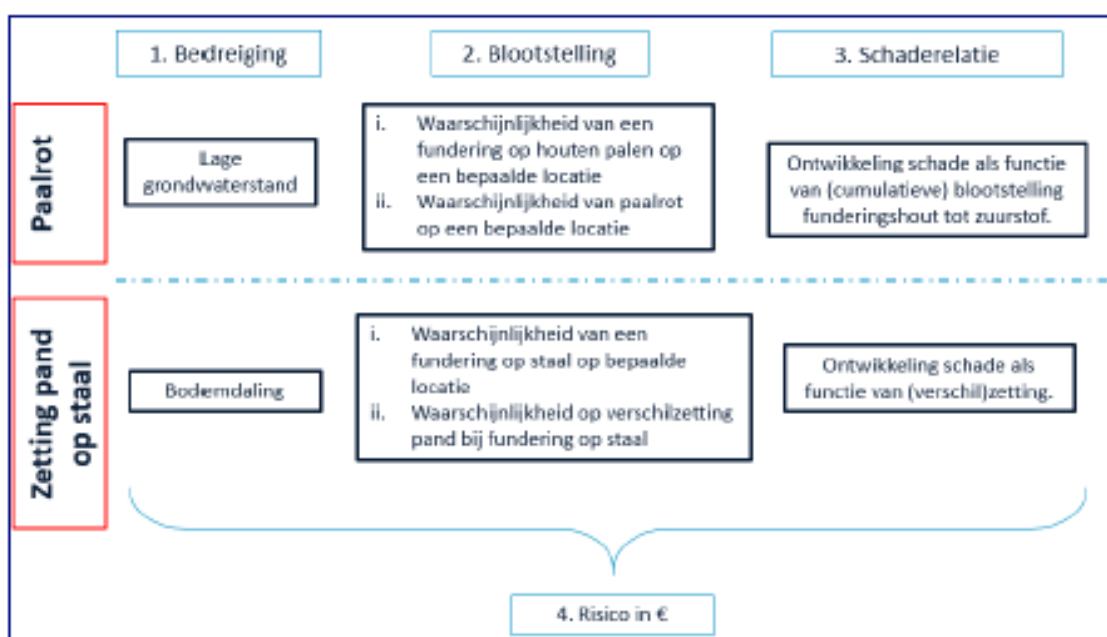 1. Bedreiging
2. Blootstelling
3. Schaderelatie
Paalrot
Lage
grondwaterstand
i. Waarschijnlijkheid van een
fundering op houten palen op
een bepaalde locatie
ii. Waarschijnlijkheid van paalrot
op een bepaalde locatie
Ontwikkeling schade als functie
van (cumulatieve) blootstelling
funderingshout tot zuurstof.
Zetting pand
op staal
Bodemdaling
i. Waarschijnlijkheid van een
fundering op staal op bepaalde
locatie
ii. Waarschijnlijkheid op verschilzetting
pand bij fundering op staal
Ontwikkeling schade als
functie van (verschil)zetting.
4. Risico in €